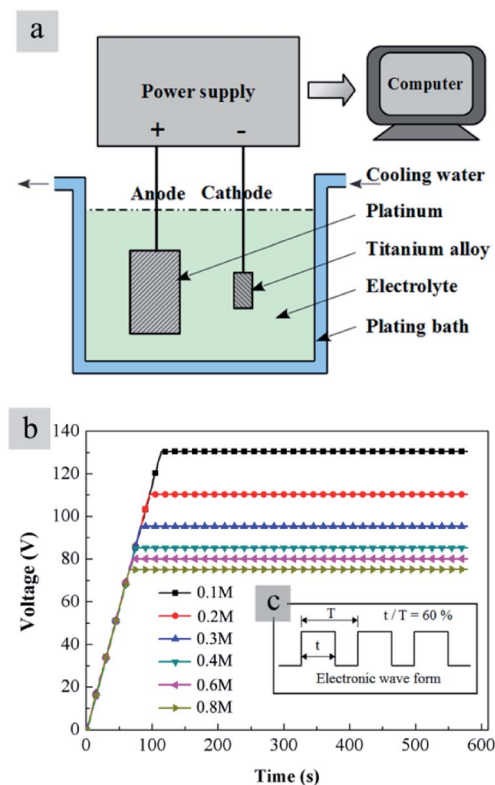 a
Power supply
+
-
Computer
Anode
Cathode
Cooling water
Platinum
Titanium alloy
Electrolyte
Plating bath
b
140
120
100
80
60
40
20
0
Voltage (V)
0.1M
0.2M
0.3M
0.4M
0.6M
0.8M
c
T
t / T = 60 %
t
Electronic wave form
0
100
200
300
400
500
600
Time (s)